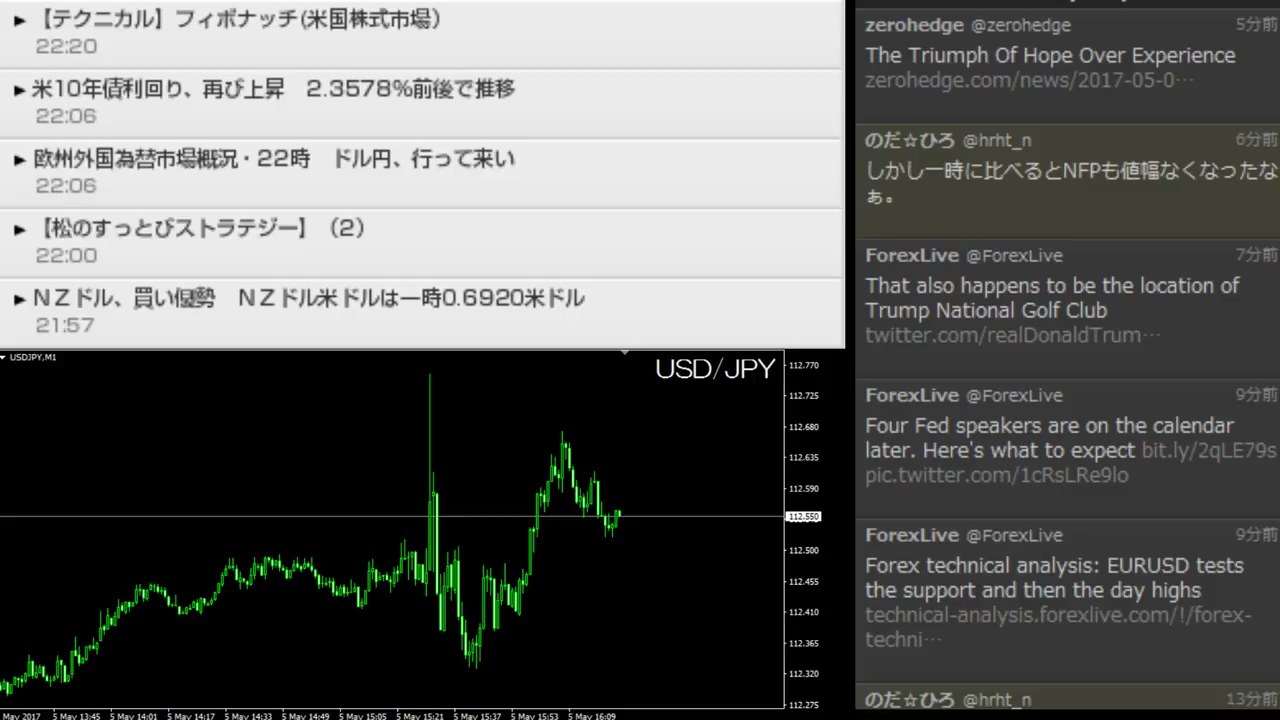 ▶【テクニカル】フィボナッチ(米国株式市場)
22:20
▶米10年債利回り、再び上昇　2.3578%前後で推移
22:06
▶欧州外国為替市場概況・22時　ドル円、行って来い
22:06
▶【松のすっとびストラテジー】（2）
22:00
▶ＮＺドル、買い優勢　ＮＺドル米ドルは一時0.6920米ドル
21:57
USDJPY,M1
USD/JPY
112.770
112.725
112.680
112.635
112.590
112.550
112.500
112.455
112.410
112.365
112.320
112.275
May 2017 5 May 13:45 5 May 14:01 5 May 14:17 5 May 14:33 5 May 14:49 5 May 15:05 5 May 15:21 5 May 15:37 5 May 15:53 5 May 16:09
zerohedge @zerohedge 5分前
The Triumph Of Hope Over Experience
zerohedge.com/news/2017-05-0…
のだ☆ひろ @hrht_n 6分前
しかし一時に比べるとNFPも値幅なくなったな
ぁ。
ForexLive @ForexLive 7分前
That also happens to be the location of
Trump National Golf Club
twitter.com/realDonaldTrum…
ForexLive @ForexLive 9分前
Four Fed speakers are on the calendar
later. Here's what to expect bit.ly/2qLE79s
pic.twitter.com/1cRsLRe9lo
ForexLive @ForexLive 9分前
Forex technical analysis: EURUSD tests
the support and then the day highs
technical-analysis.forexlive.com/!/forex-
techni…
のだ☆ひろ @hrht_n 13分前